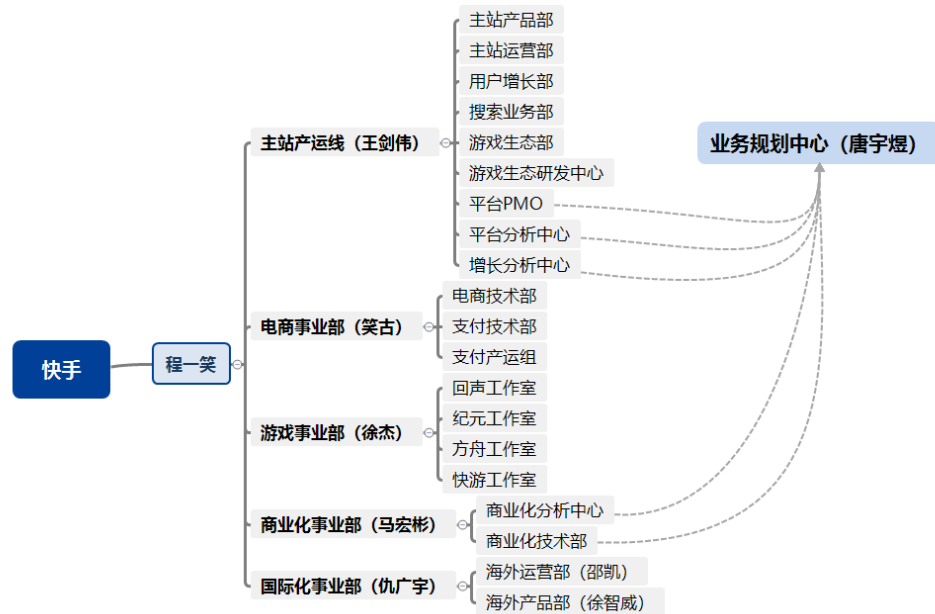 快手
程一笑
主站产运线（王剑伟）
主站产品部
主站运营部
用户增长部
搜索业务部
游戏生态部
游戏生态研发中心
平台PMO
平台分析中心
增长分析中心
电商事业部（笑古）
电商技术部
支付技术部
支付产运组
游戏事业部（徐杰）
回声工作室
纪元工作室
方舟工作室
快游工作室
商业化事业部（马宏彬）
商业化分析中心
商业化技术部
国际化事业部（仇广宇）
海外运营部（邵凯）
海外产品部（徐智威）
业务规划中心（唐宇煜）